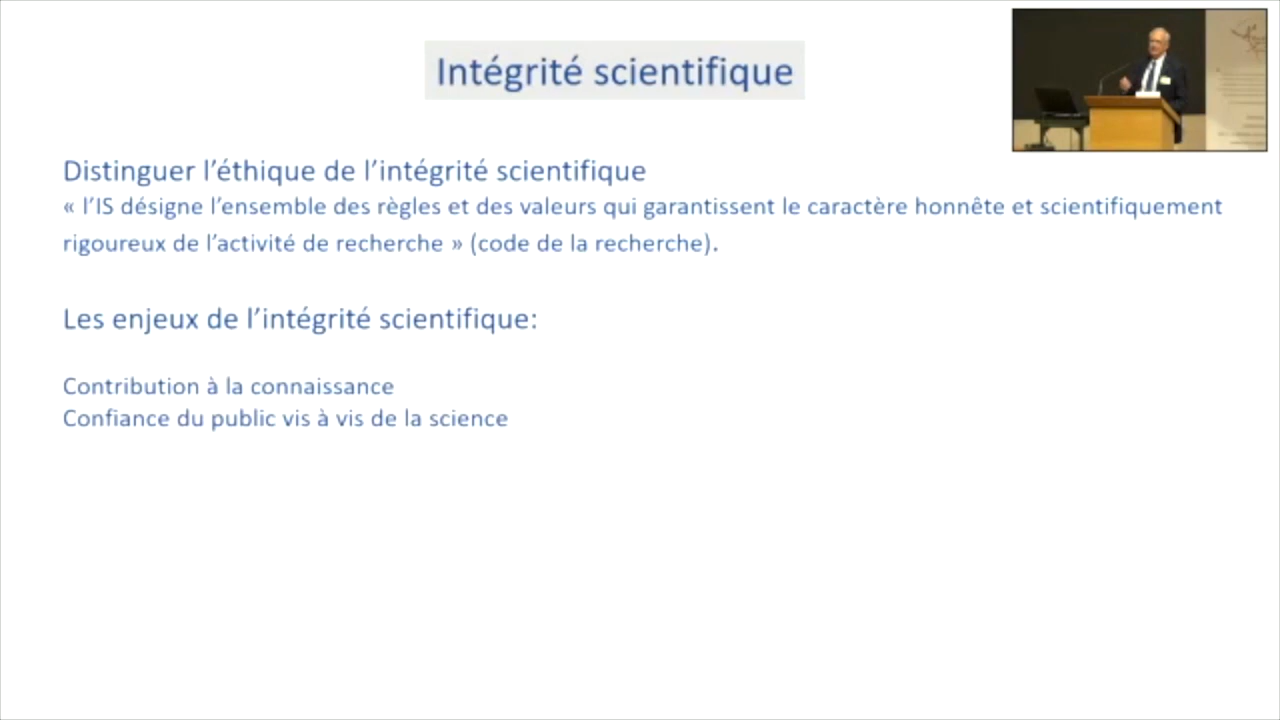 Intégrité scientifique
Distinguer l’éthique de l’intégrité scientifique
« l’IS désigne l’ensemble des règles et des valeurs qui garantissent le caractère honnête et scientifiquement
rigoureux de l’activité de recherche » (code de la recherche).
Les enjeux de l’intégrité scientifique:
Contribution à la connaissance
Confiance du public vis à vis de la science